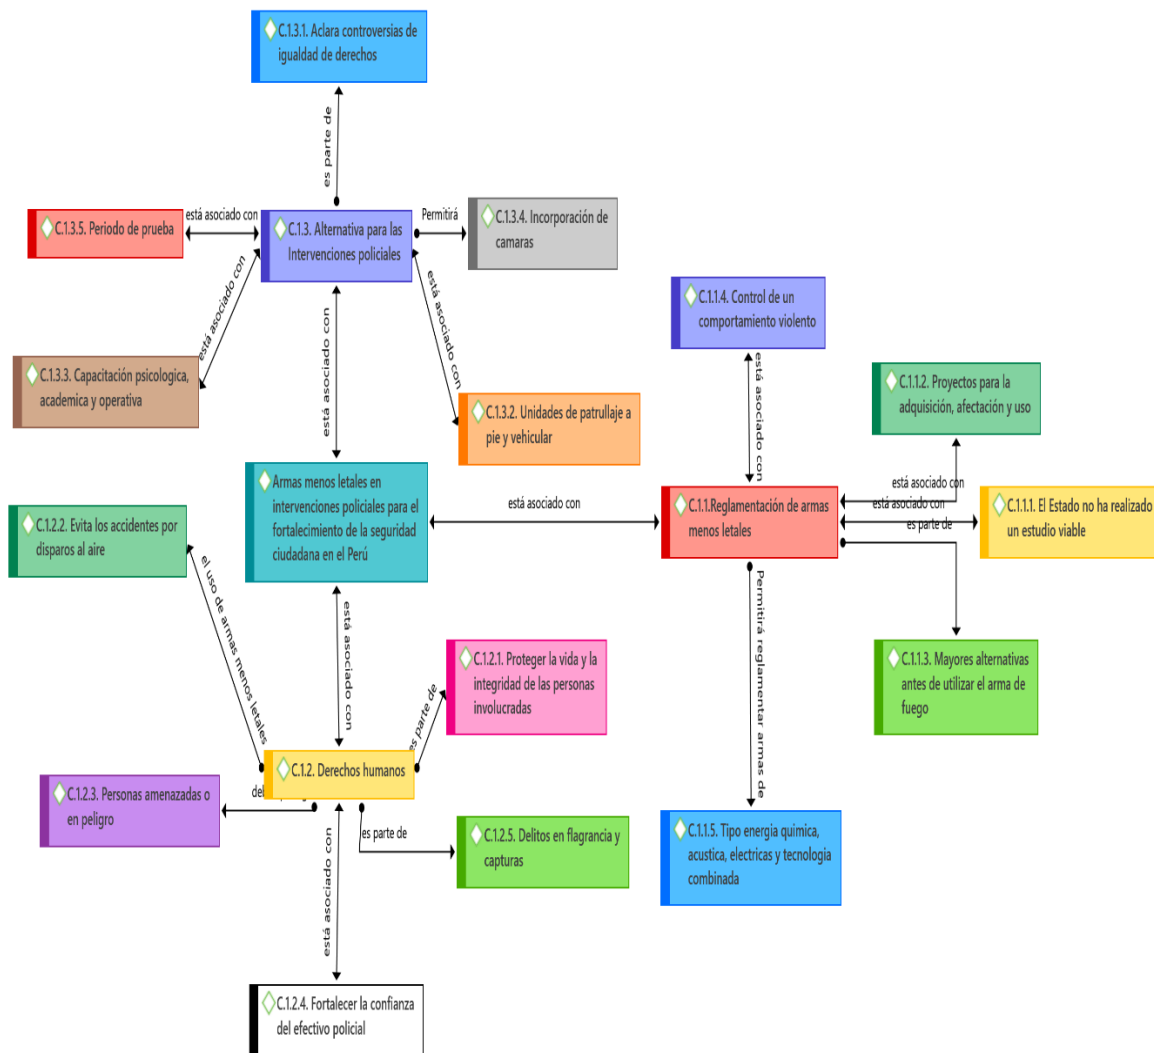 C.1.3.1. Aclara controversias de
igualdad de derechos
es parte de
C.1.3.5. Periodo de prueba
está asociado con
C.1.3. Alternativa para las
Intervenciones policiales
Permitirá
C.1.3.4. Incorporación de
camaras
está asociado con
está asociado con
está asociado con
C.1.3.3. Capacitación psicologica,
academica y operativa
C.1.3.2. Unidades de patrullaje a
pie y vehicular
C.1.1.4. Control de un
comportamiento violento
está asociado con
C.1.1.2. Proyectos para la
adquisición, afectación y uso
Armas menos letales en
intervenciones policiales para el
fortalecimiento de la seguridad
ciudadana en el Perú
está asociado con
C.1.1.Reglamentación de armas
menos letales
está asociado con
está asociado con
es parte de
C.1.1.1. El Estado no ha realizado
un estudio viable
C.1.2.2. Evita los accidentes por
disparos al aire
el uso de armas menos letales
está asociado con
C.1.2.1. Proteger la vida y la
integridad de las personas
involucradas
es parte de
Permitirá reglamentar armas de
C.1.1.3. Mayores alternativas
antes de utilizar el arma de
fuego
C.1.2. Derechos humanos
C.1.2.3. Personas amenazadas o
en peligro
es parte de
C.1.2.5. Delitos en flagrancia y
capturas
C.1.1.5. Tipo energia quimica,
acustica, electricas y tecnologia
combinada
está asociado con
C.1.2.4. Fortalecer la confianza
del efectivo policial